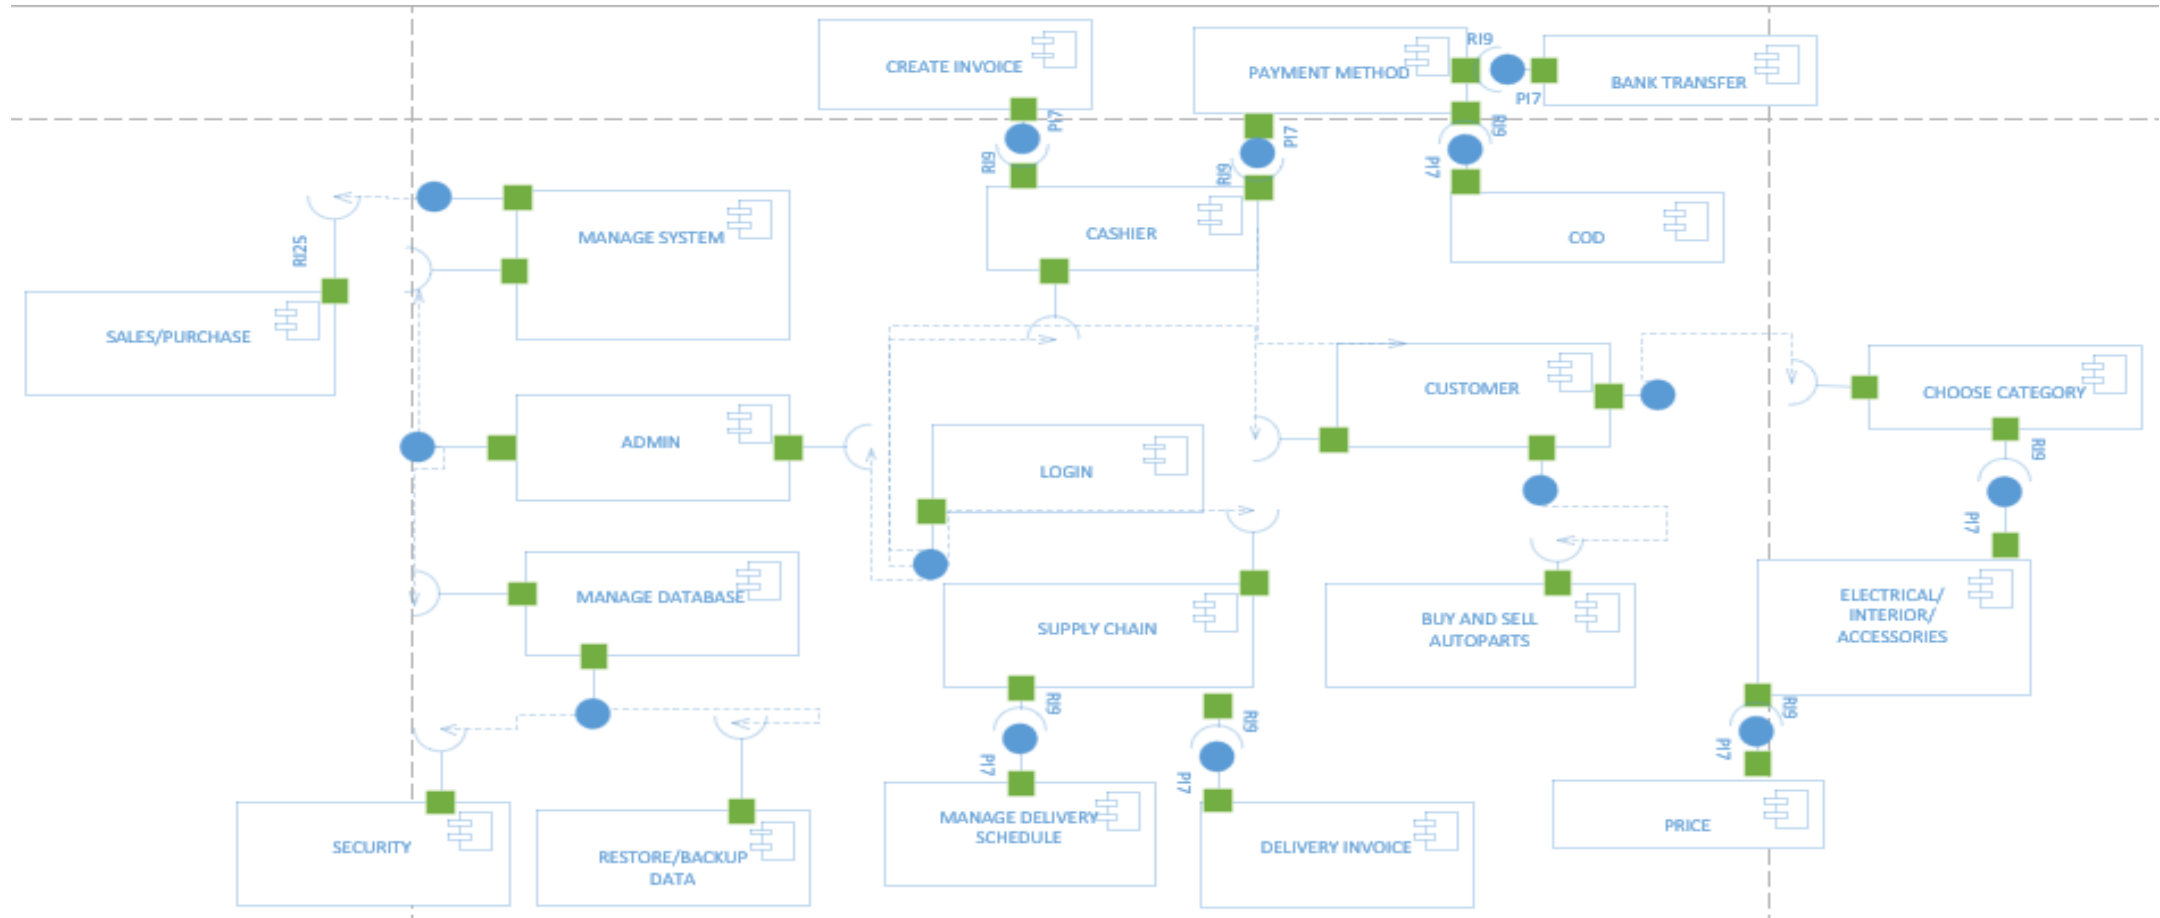 CREATE INVOICE
PAYMENT METHOD
RI9
PI7
BANK TRANSFER
PI7
RI9
PI7
RI9
RI9
PI7
MANAGE SYSTEM
CASHIER
COD
RI25
SALES/PURCHASE
ADMIN
LOGIN
CUSTOMER
CHOOSE CATEGORY
RI9
PI7
MANAGE DATABASE
SUPPLY CHAIN
BUY AND SELL
AUTOPARTS
ELECTRICAL/
INTERIOR/
ACCESSORIES
RI9
PI7
RI9
PI7
RI9
PI7
SECURITY
RESTORE/BACKUP
DATA
MANAGE DELIVERY
SCHEDULE
DELIVERY INVOICE
PRICE